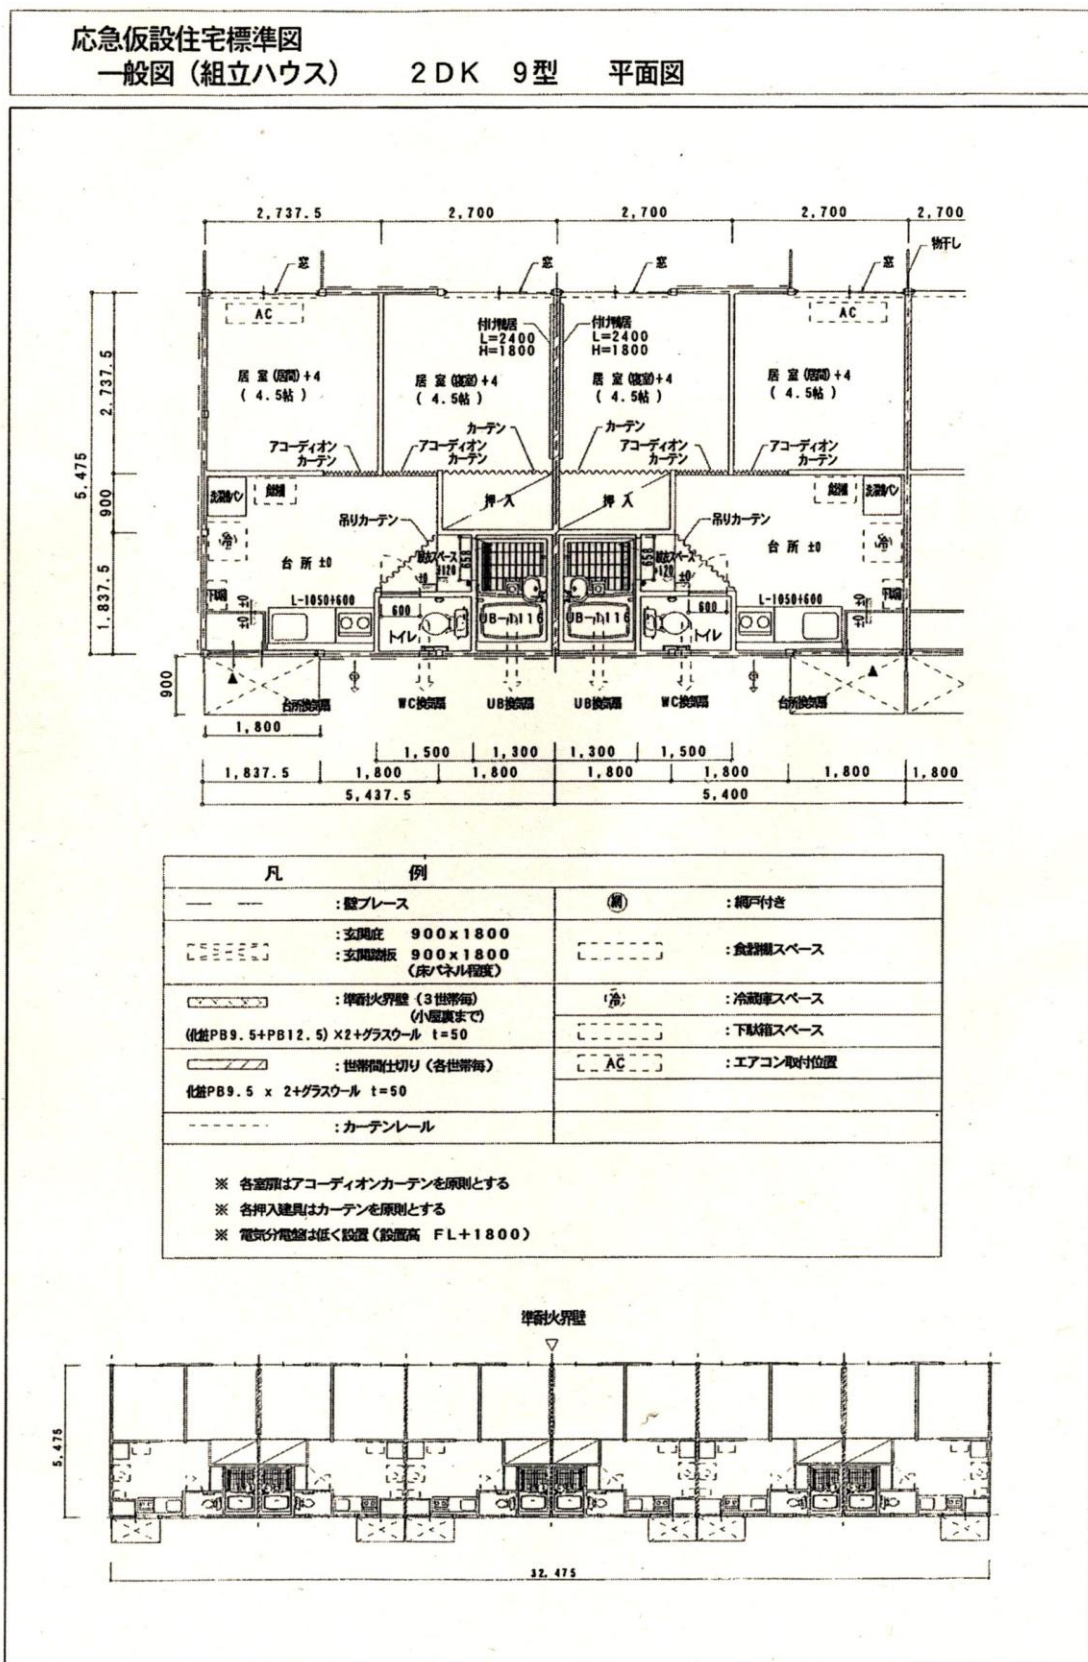 応急仮設住宅標準図
一般図（組立ハウス） 2DK 9型 平面図
2,737.5 2,700 2,700 2,700 2,700
物干し
窓 窓 窓 窓
AC AC
付け鴨居 付け鴨居
L=2400 L=2400
H=1800 H=1800
居室(居間)+4 居室(寝室)+4 居室(寝室)+4 居室(居間)+4
( 4.5帖 ) ( 4.5帖 ) ( 4.5帖 ) ( 4.5帖 )
カーテン カーテン
アコーディオン アコーディオン アコーディオン アコーディオン
カーテン カーテン カーテン カーテン
2,737.5
5,475
900
1,837.5
900
洗濯機パン 食器棚 押入 押入 食器棚 洗濯機パン
吊りカーテン 吊りカーテン
冷 冷
台所 ±0 台所 ±0
658 658
120 120
±0 ±0
下駄箱 下駄箱
±0 ±0 ±0 ±0
L-1050+600 L-1050+600
600 600
トイレ トイレ
台所換気扇 WC換気扇 UB換気扇 UB換気扇 WC換気扇 台所換気扇
1,800
1,500 1,300 1,300 1,500
1,837.5 1,800 1,800 1,800 1,800 1,800 1,800
5,437.5 5,400
凡 例
：壁ブレース
網 ：網戸付き
：玄関庇 900x1800
：玄関踏板 900x1800
（床パネル程度）
：食器棚スペース
：準耐火界壁（3世帯毎）
（小屋裏まで）
(化粧PB9.5+PB12.5)X2+グラスウール t=50
冷 ：冷蔵庫スペース
：下駄箱スペース
：世帯間仕切り（各世帯毎）
化粧PB9.5 x 2+グラスウール t=50
AC ：エアコン取付位置
：カーテンレール
※ 各室扉はアコーディオンカーテンを原則とする
※ 各押入建具はカーテンを原則とする
※ 電気分電盤は低く設置（設置高 FL+1800）
準耐火界壁
5,475
32,475